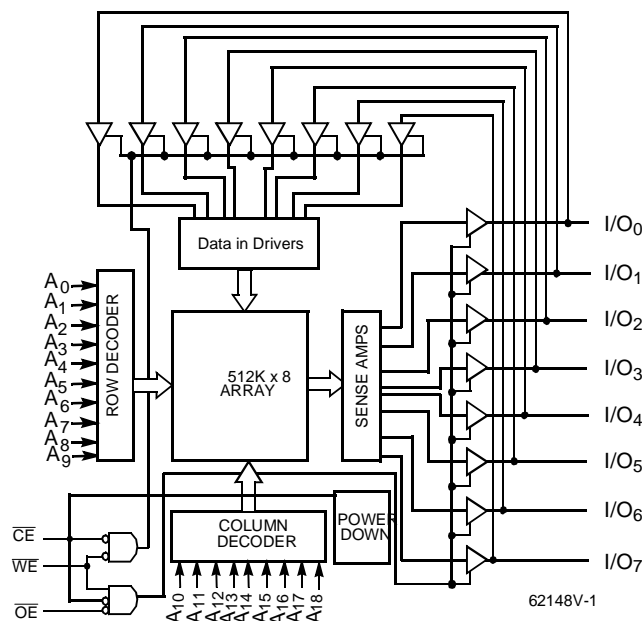 Data in Drivers
I/O0
I/O1
I/O2
I/O3
I/O4
I/O5
I/O6
I/O7
A0
A1
A2
A3
A4
A5
A6
A7
A8
A9
ROW DECODER
512K x 8
ARRAY
SENSE AMPS
COLUMN
DECODER
POWER
DOWN
CE
WE
OE
A10
A11
A12
A13
A14
A15
A16
A17
A18
62148V-1